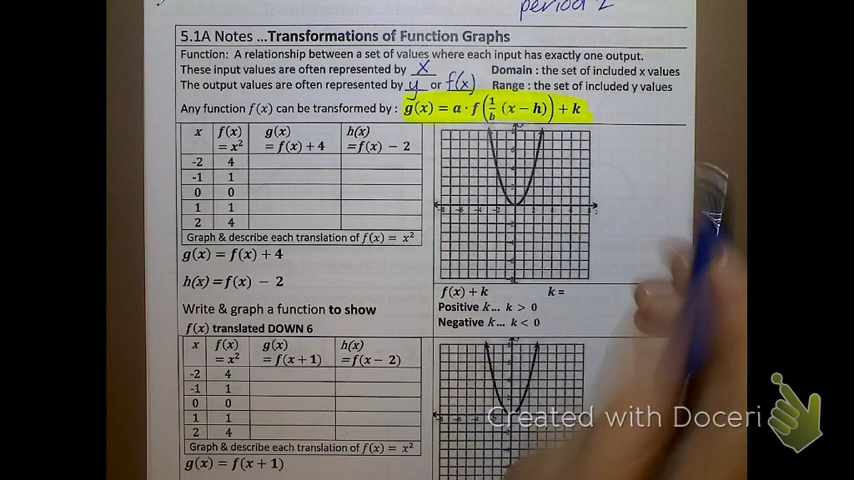 period 2
5.1A Notes ...Transformations of Function Graphs
Function: A relationship between a set of values where each input has exactly one output.
These input values are often represented by x Domain : the set of included x values
The output values are often represented by y or f(x) Range : the set of included y values
Any function f(x) can be transformed by : g(x) = a · f(1/b (x − h)) + k
x f(x) = x² g(x) = f(x) + 4 h(x) = f(x) − 2
-2 4
-1 1
0 0
1 1
2 4
Graph & describe each translation of f(x) = x²
g(x) = f(x) + 4
h(x) = f(x) − 2
Write & graph a function to show
f(x) translated DOWN 6
f(x) + k k =
Positive k... k > 0
Negative k... k < 0
x f(x) = x² g(x) = f(x + 1) h(x) = f(x − 2)
-2 4
-1 1
0 0
1 1
2 4
Graph & describe each translation of f(x) = x²
g(x) = f(x + 1)
Created with Doceri